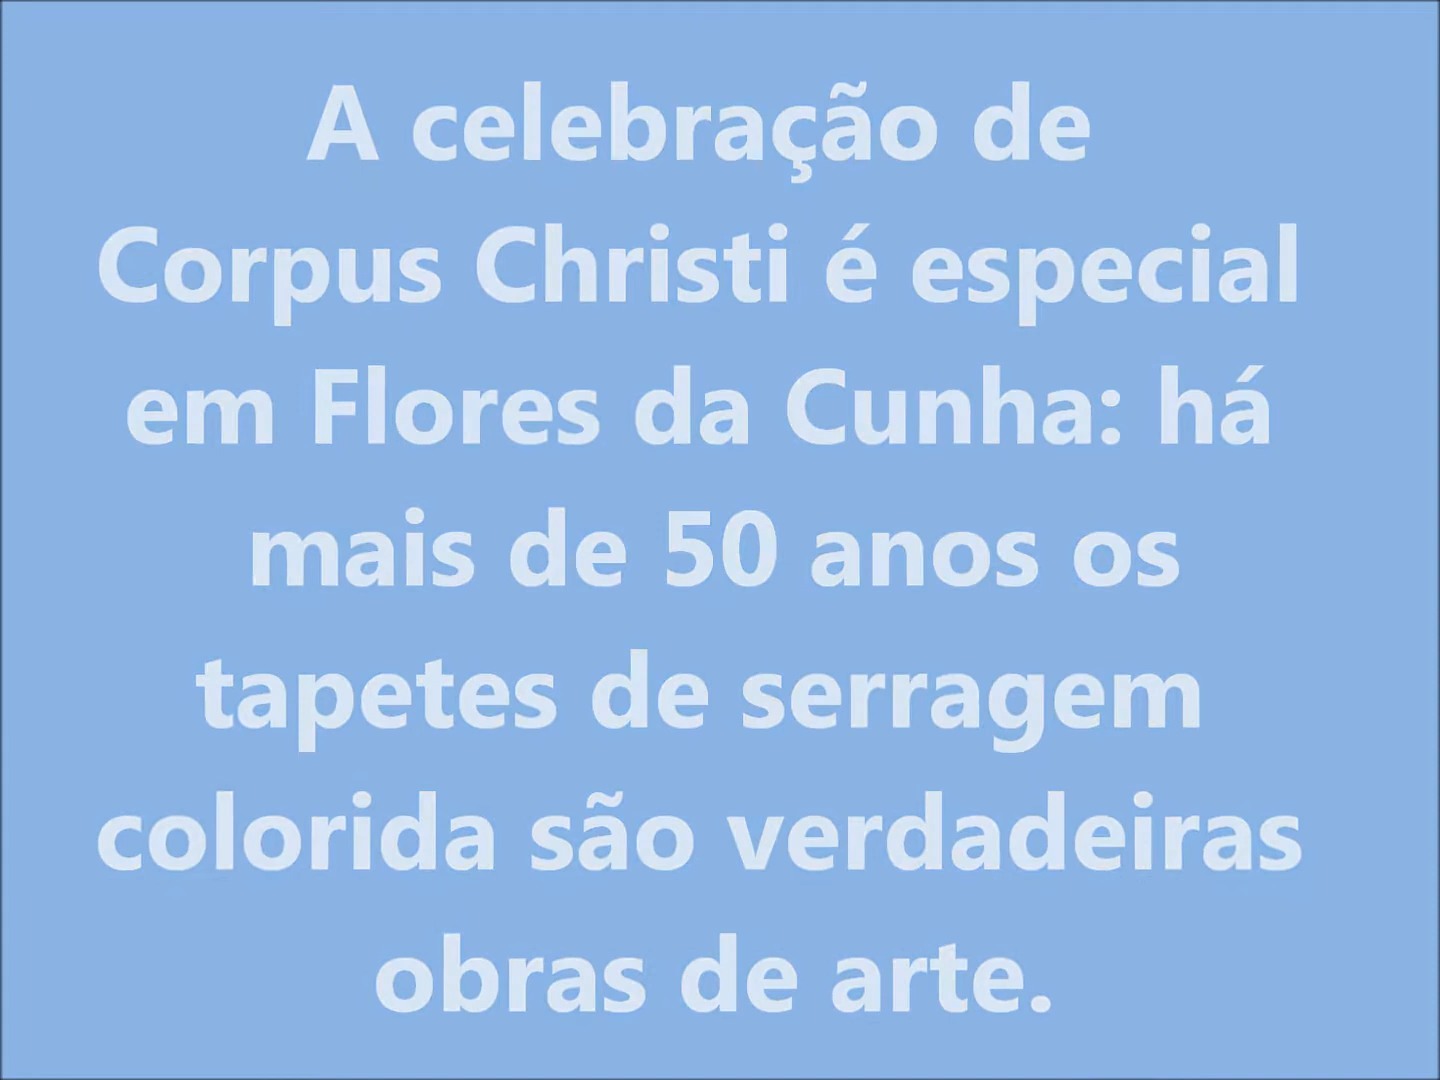 A celebração de
Corpus Christi é especial
em Flores da Cunha: há
mais de 50 anos os
tapetes de serragem
colorida são verdadeiras
obras de arte.